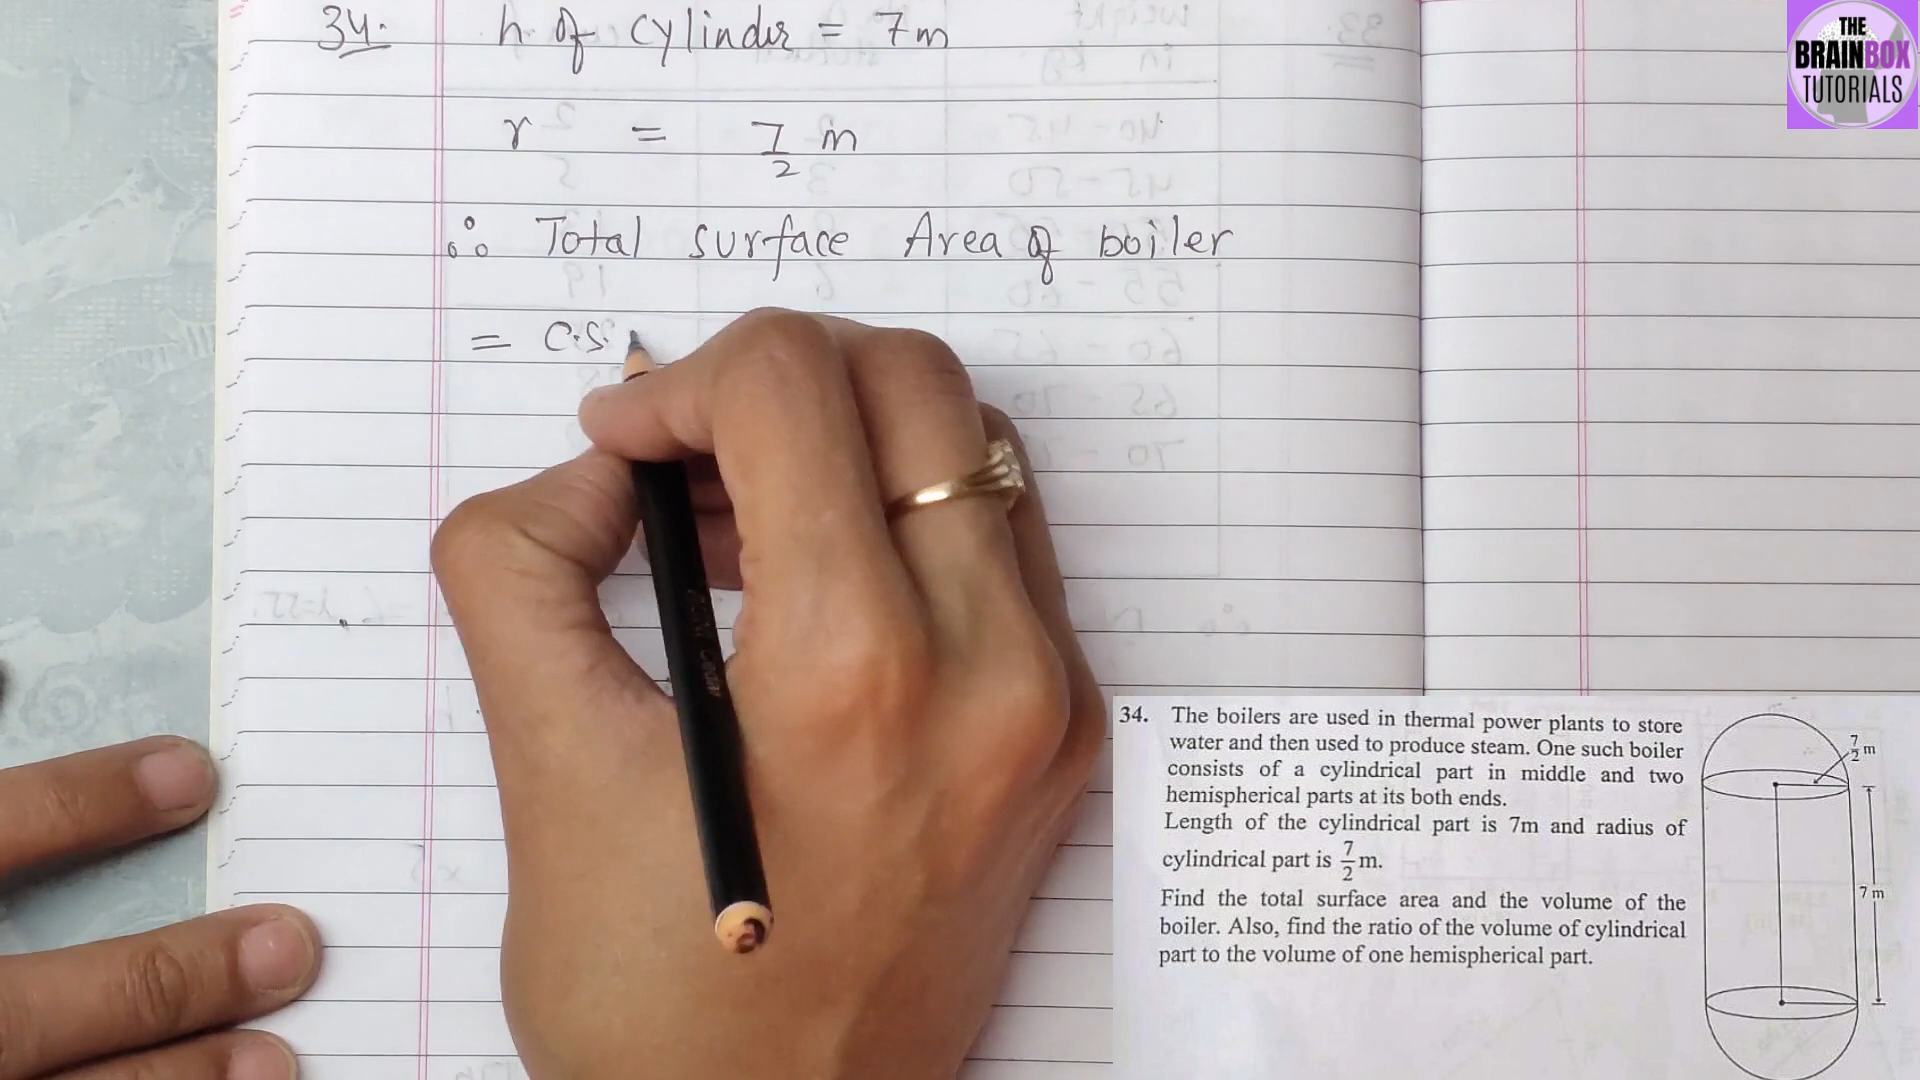 34. h of cylinder = 7m
r = 7/2 m
∴ Total surface Area of boiler
= C.S.
THE
BRAINBOX
TUTORIALS
34. The boilers are used in thermal power plants to store
water and then used to produce steam. One such boiler
consists of a cylindrical part in middle and two
hemispherical parts at its both ends.
Length of the cylindrical part is 7m and radius of
cylindrical part is 7/2 m.
Find the total surface area and the volume of the
boiler. Also, find the ratio of the volume of cylindrical
part to the volume of one hemispherical part.
7/2 m
7 m